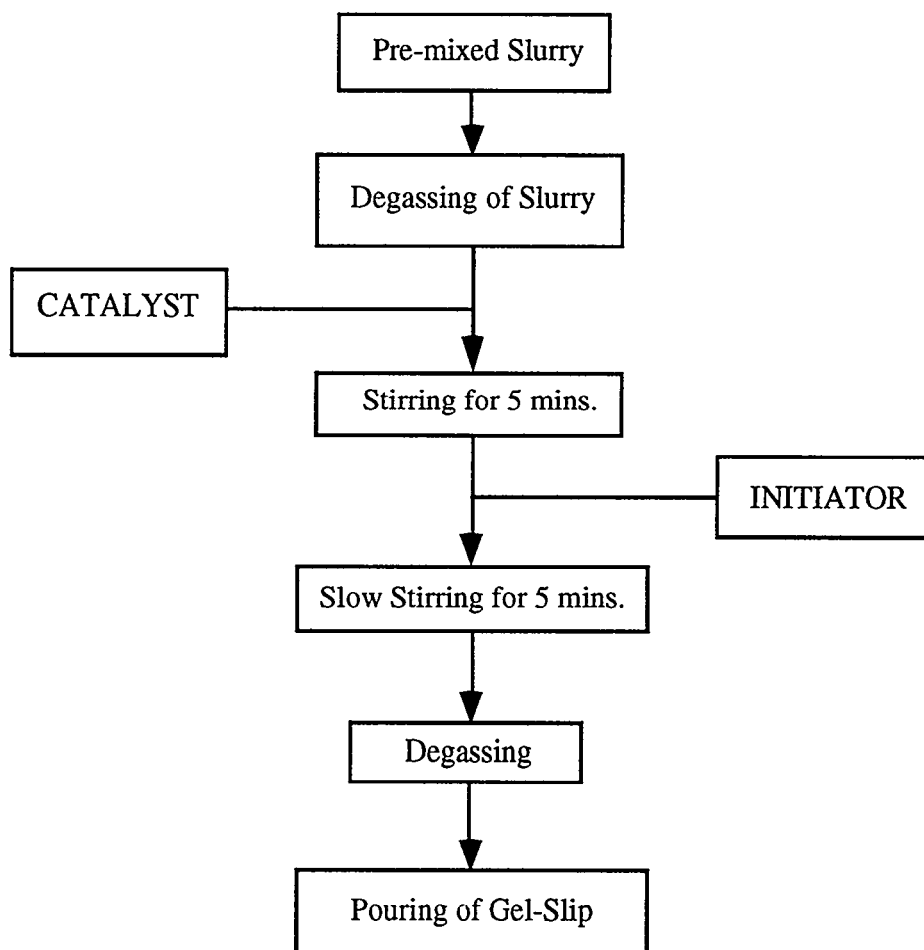 Pre-mixed Slurry
Degassing of Slurry
CATALYST
Stirring for 5 mins.
INITIATOR
Slow Stirring for 5 mins.
Degassing
Pouring of Gel-Slip